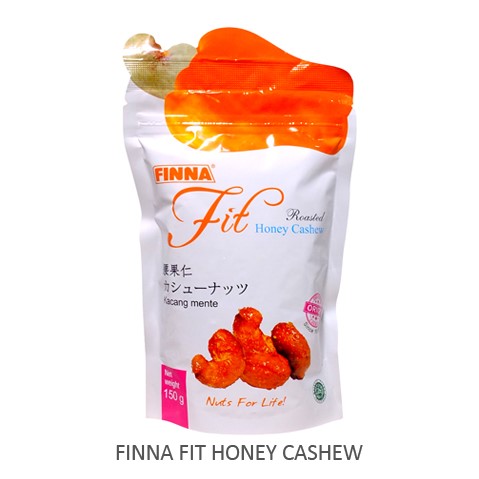 FINNA®
Fit
Roasted
Honey Cashew
腰果仁
カシューナッツ
Kacang mente
Net
weight
150 g
Nuts For Life!
FINNA FIT HONEY CASHEW